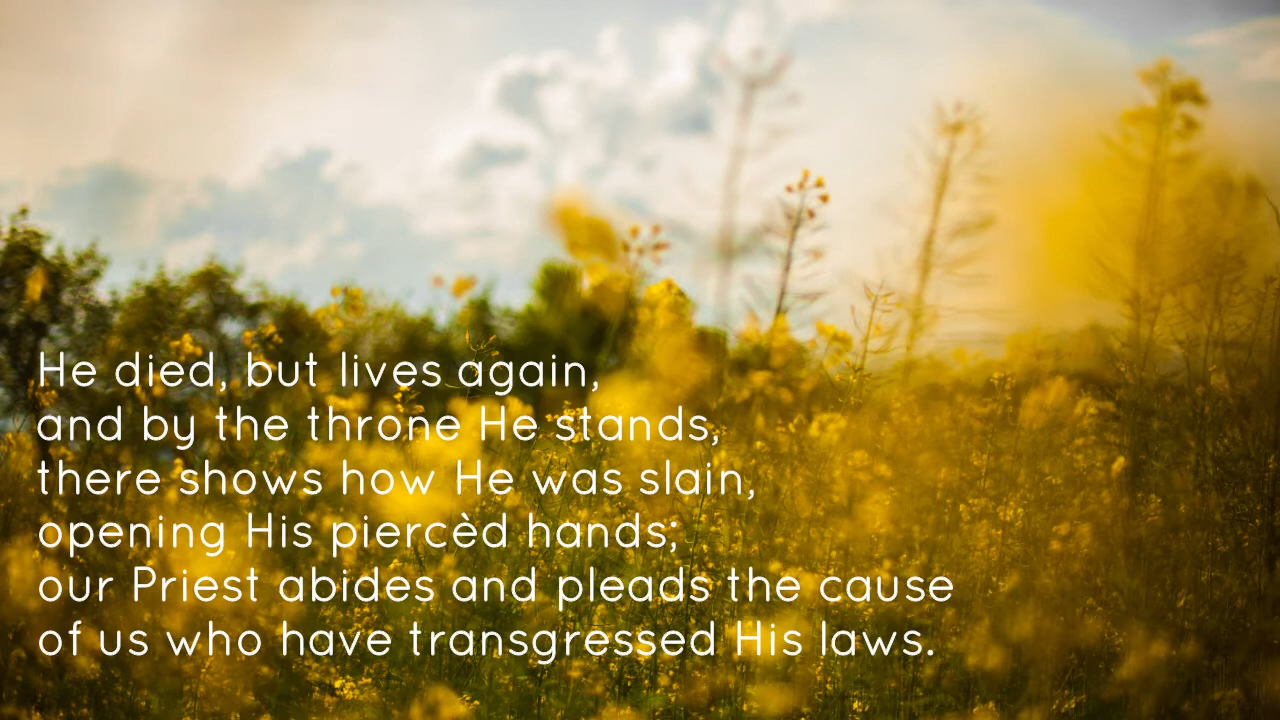 He died, but lives again,
and by the throne He stands,
there shows how He was slain,
opening His piercèd hands;
our Priest abides and pleads the cause
of us who have transgressed His laws.